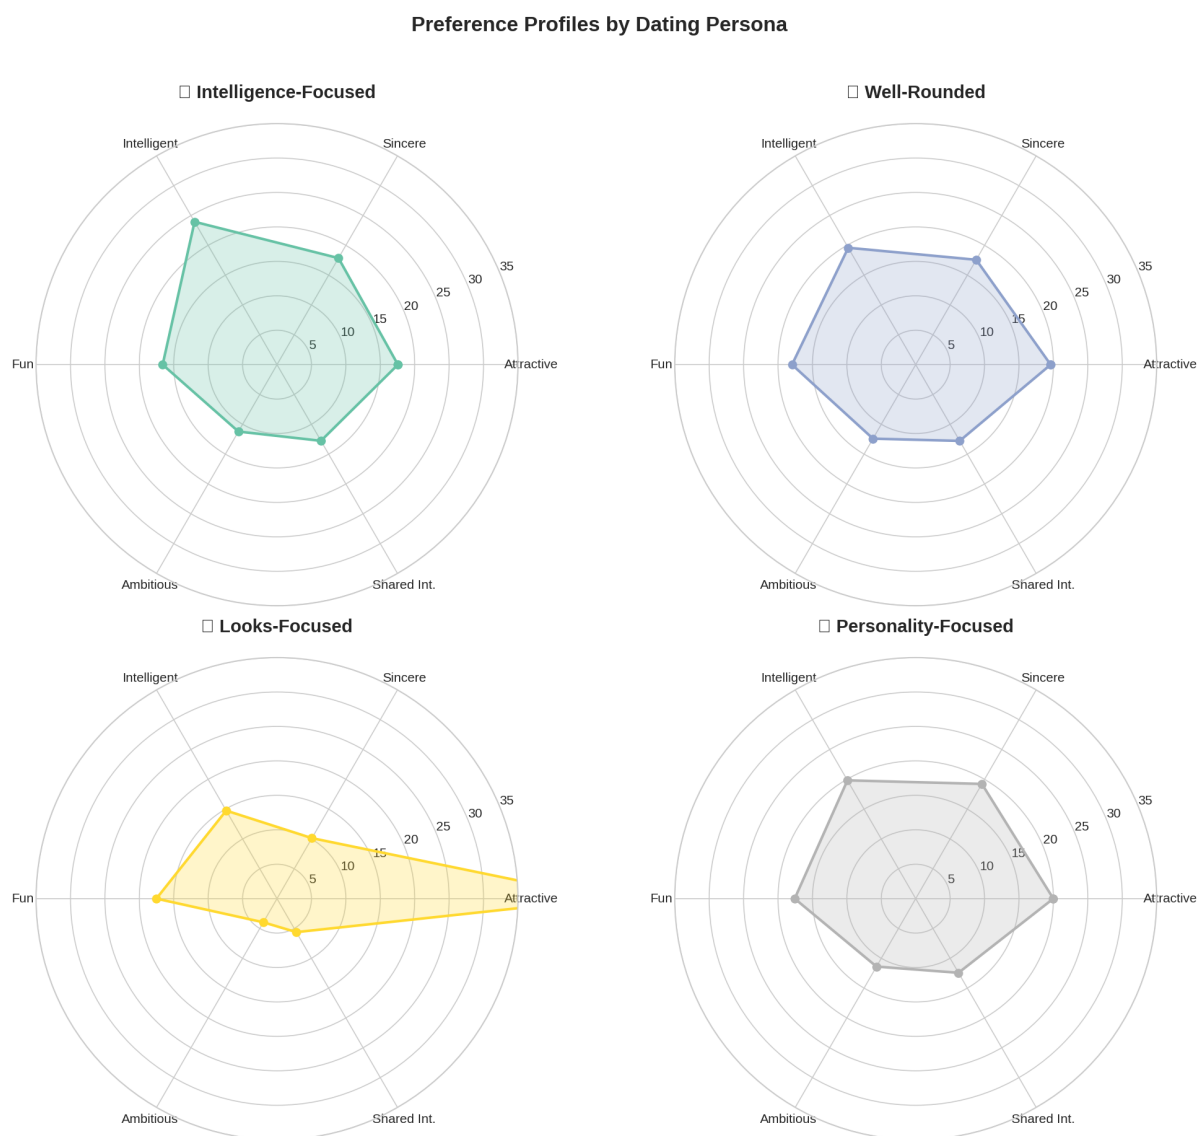 Preference Profiles by Dating Persona
▯ Intelligence-Focused
Intelligent
Sincere
35
30
25
20
15
10
5
Fun
Attractive
Ambitious
Shared Int.
▯ Well-Rounded
Intelligent
Sincere
35
30
25
20
15
10
5
Fun
Attractive
Ambitious
Shared Int.
▯ Looks-Focused
Intelligent
Sincere
35
30
25
20
15
10
5
Fun
Attractive
Ambitious
Shared Int.
▯ Personality-Focused
Intelligent
Sincere
35
30
25
20
15
10
5
Fun
Attractive
Ambitious
Shared Int.